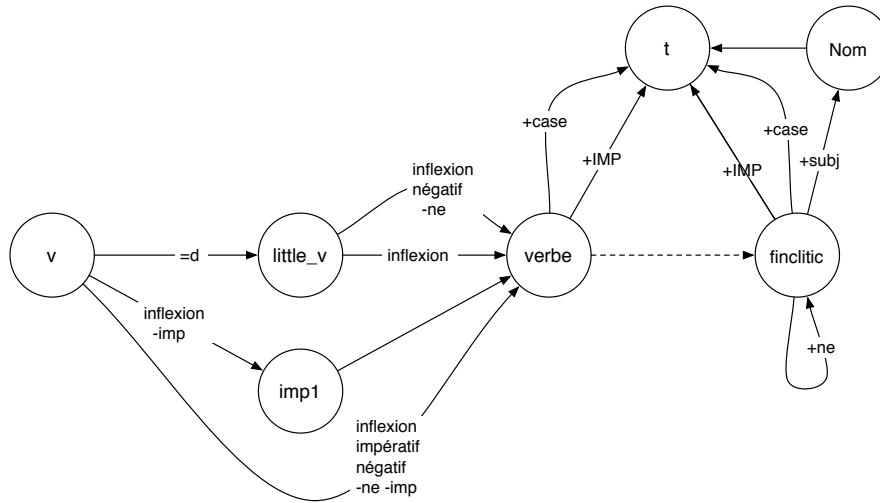 t
Nom
+case
+case
+IMP
+IMP
+subj
inflexion
négatif
-ne
v
=d
little_v
inflexion
verbe
finclitic
inflexion
-imp
+ne
imp1
inflexion
impératif
négatif
-ne -imp